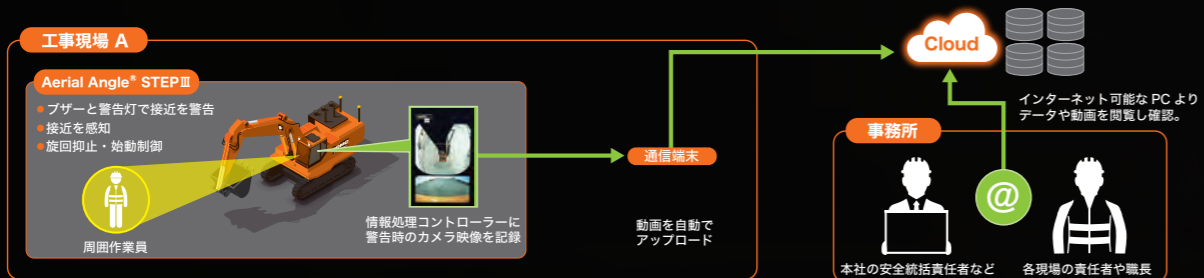 工事現場 A
Aerial Angle® STEPⅢ
●ブザーと警告灯で接近を警告
●接近を感知
●旋回抑止・始動制御
周囲作業員
情報処理コントローラーに
警告時のカメラ映像を記録
通信端末
動画を自動で
アップロード
Cloud
インターネット可能な PC より
データや動画を閲覧し確認。
事務所
@
本社の安全統括責任者など
各現場の責任者や職長